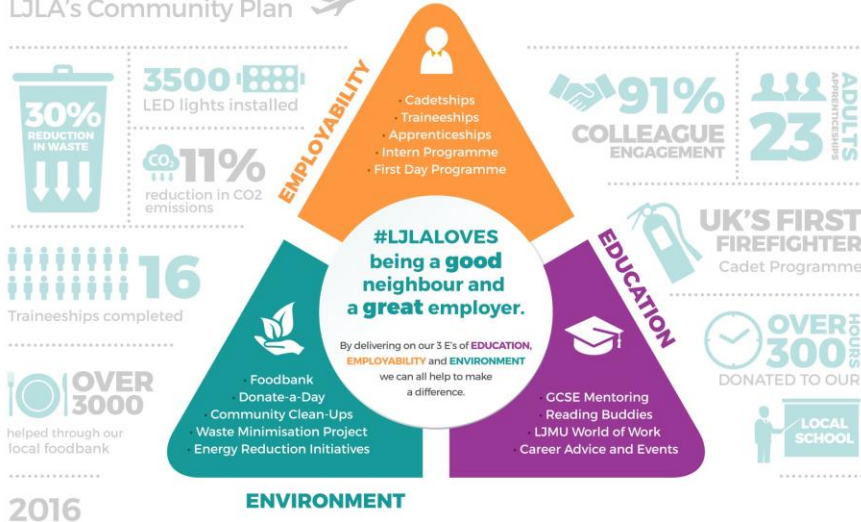 LJLA's Community Plan
30%
REDUCTION
IN WASTE
3500
LED lights installed
CO₂
11%
reduction in CO2
emissions
16
Traineeships completed
OVER
3000
helped through our
local foodbank
2016
EMPLOYABILITY
· Cadetships
· Traineeships
· Apprenticeships
· Intern Programme
· First Day Programme
#LJLALOVES
being a good
neighbour and
a great employer.
By delivering on our 3 E's of EDUCATION,
EMPLOYABILITY and ENVIRONMENT
we can all help to make
a difference.
· Foodbank
· Donate-a-Day
· Community Clean-Ups
· Waste Minimisation Project
· Energy Reduction Initiatives
ENVIRONMENT
EDUCATION
· GCSE Mentoring
· Reading Buddies
· LJMU World of Work
· Career Advice and Events
91%
COLLEAGUE
ENGAGEMENT
23
ADULTS
APPRENTICESHIPS
UK'S FIRST
FIREFIGHTER
Cadet Programme
OVER
300
HOURS
DONATED TO OUR
LOCAL
SCHOOL